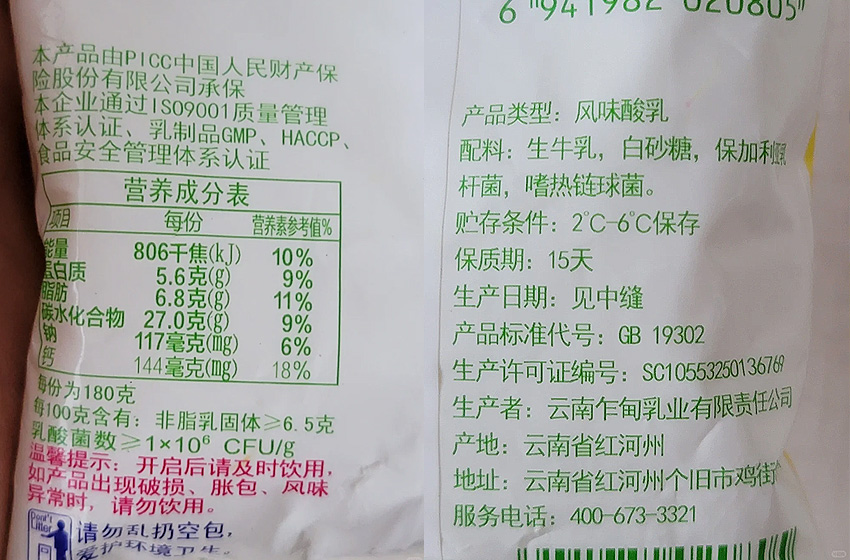 本产品由PICC中国人民财产保
险股份有限公司承保
本企业通过ISO9001质量管理
体系认证、乳制品GMP、HACCP、
食品安全管理体系认证
营养成分表
项目 每份 营养素参考值%
能量 806千焦(kJ) 10%
蛋白质 5.6克(g) 9%
脂肪 6.8克(g) 11%
碳水化合物 27.0克(g) 9%
钠 117毫克(mg) 6%
钙 144毫克(mg) 18%
每份为180克
每100克含有：非脂乳固体≥6.5克
乳酸菌数≥1×10⁶ CFU/g
温馨提示：开启后请及时饮用，
如产品出现破损、胀包、风味
异常时，请勿饮用。
Don't Litter
请勿乱扔空包，
爱护环境卫生。
6 941982 020805
产品类型：风味酸乳
配料：生牛乳，白砂糖，保加利亚乳
杆菌，嗜热链球菌。
贮存条件：2℃-6℃保存
保质期：15天
生产日期：见中缝
产品标准代号：GB 19302
生产许可证编号：SC10553250136769
生产者：云南乍甸乳业有限责任公司
产地：云南省红河州
地址：云南省红河州个旧市鸡街
服务电话：400-673-3321